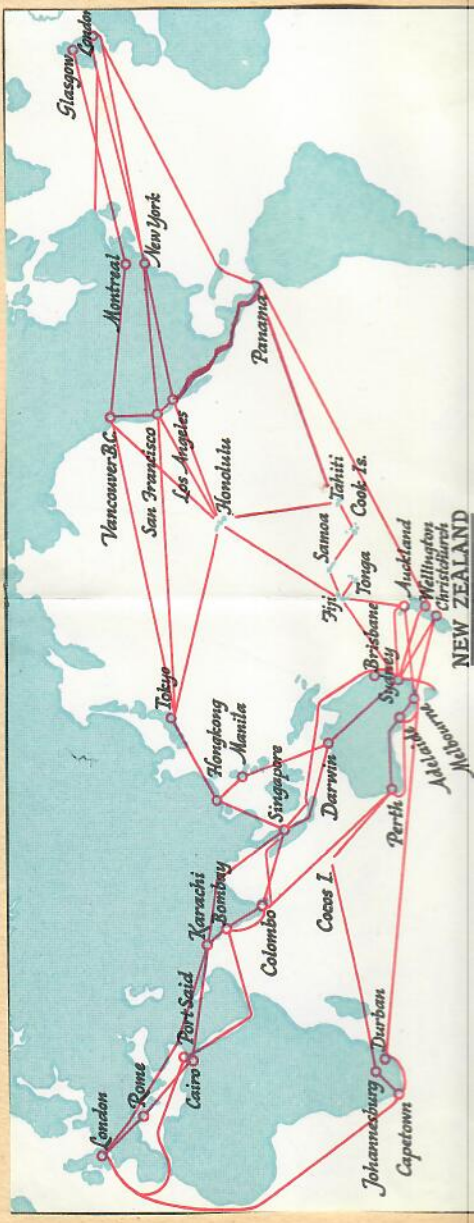 London
Rome
Port Said
Cairo
Karachi
Bombay
Colombo
Johannesburg
Durban
Capetown
Cocos I.
Singapore
Hongkong
Manila
Tokyo
Darwin
Perth
Adelaide
Melbourne
Sydney
Brisbane
Fiji
Tonga
Samoa
Auckland
Wellington
Christchurch
NEW ZEALAND
Cook Is.
Tahiti
Honolulu
Vancouver B.C.
San Francisco
Los Angeles
Panama
Montreal
New York
Glasgow
London